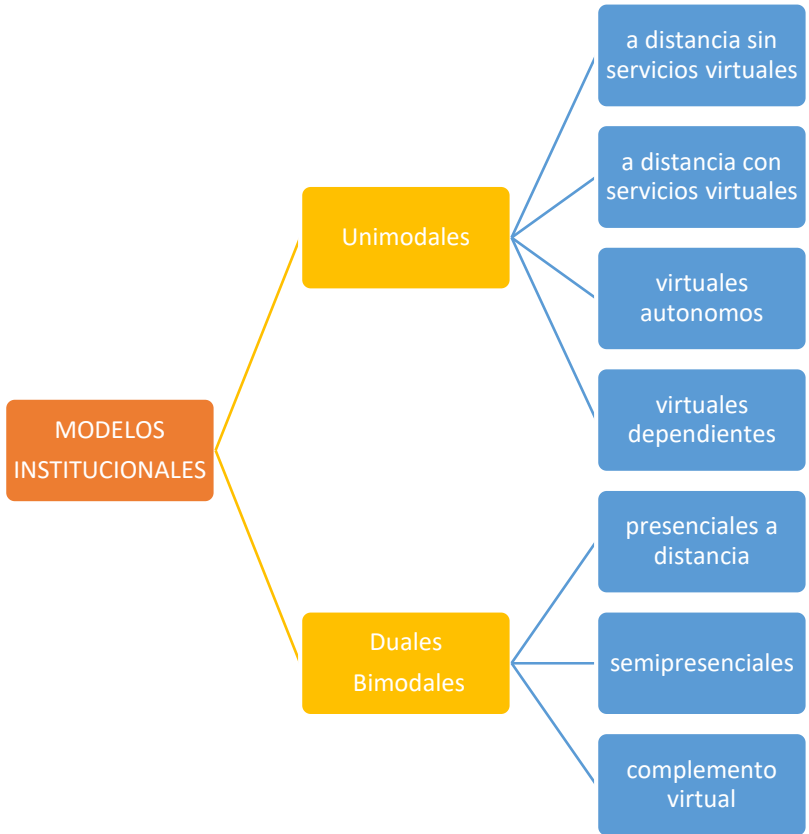 MODELOS
INSTITUCIONALES
Unimodales
a distancia sin
servicios virtuales
a distancia con
servicios virtuales
virtuales
autonomos
virtuales
dependientes
Duales
Bimodales
presenciales a
distancia
semipresenciales
complemento
virtual